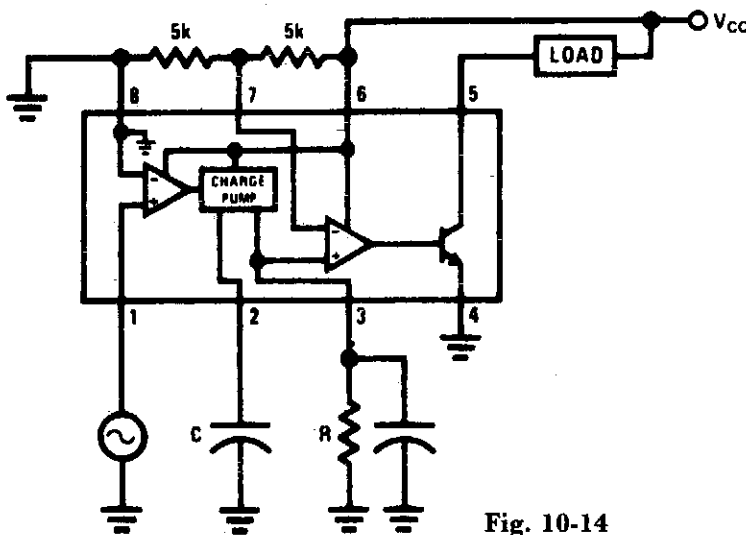 5k 5k
V_CC
LOAD
8 7 6 5
-
+
CHARGE
PUMP
-
+
1 2 3 4
C R
Fig. 10-14